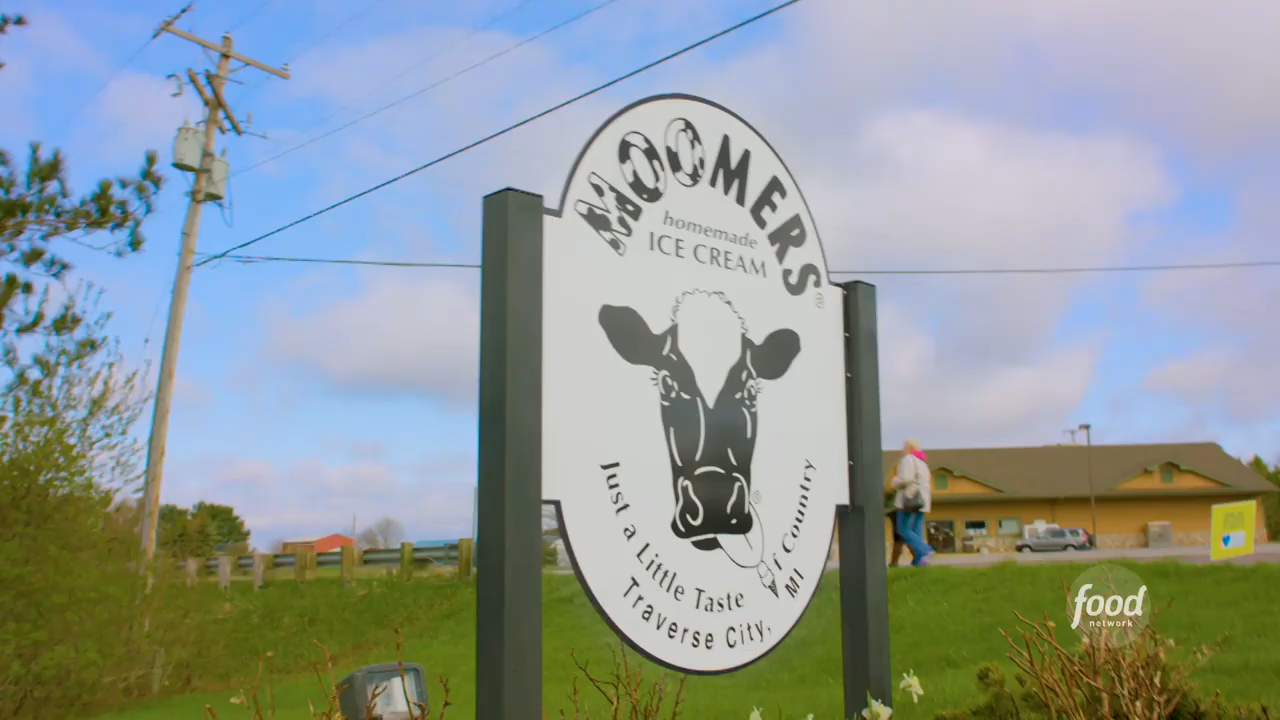 MOOMERS®
homemade
ICE CREAM
®
Just a Little Taste of Country
Traverse City, MI
food
network